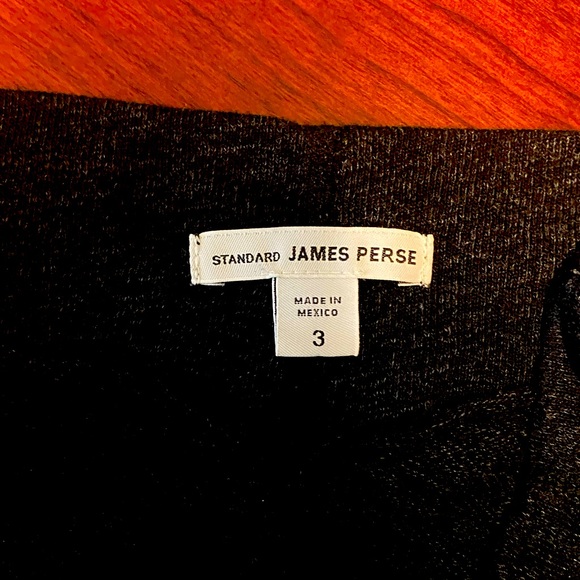 STANDARD JAMES PERSE
MADE IN
MEXICO
3